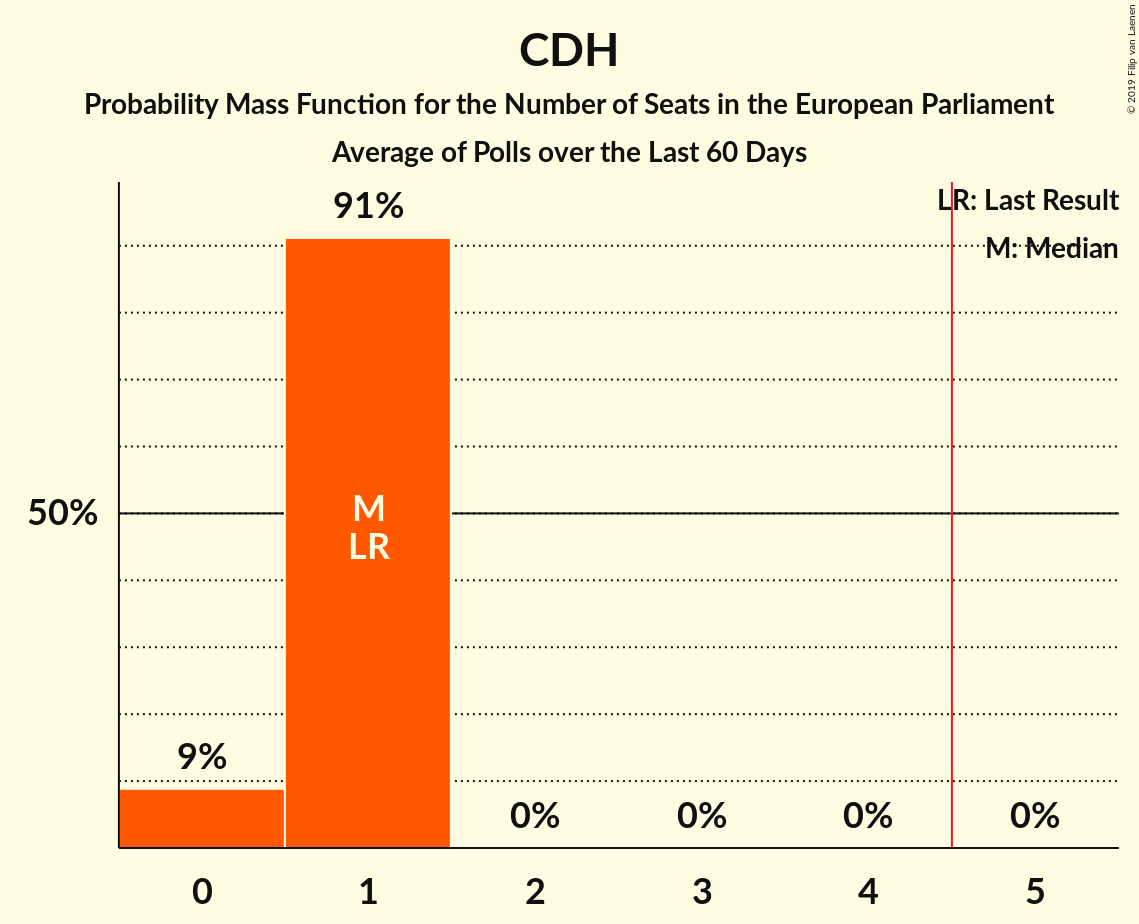 CDH
Probability Mass Function for the Number of Seats in the European Parliament
Average of Polls over the Last 60 Days
© 2019 Filip van Laenen
LR: Last Result
M: Median
91%
50%
M
LR
9%
0%
0%
0%
0%
0
1
2
3
4
5